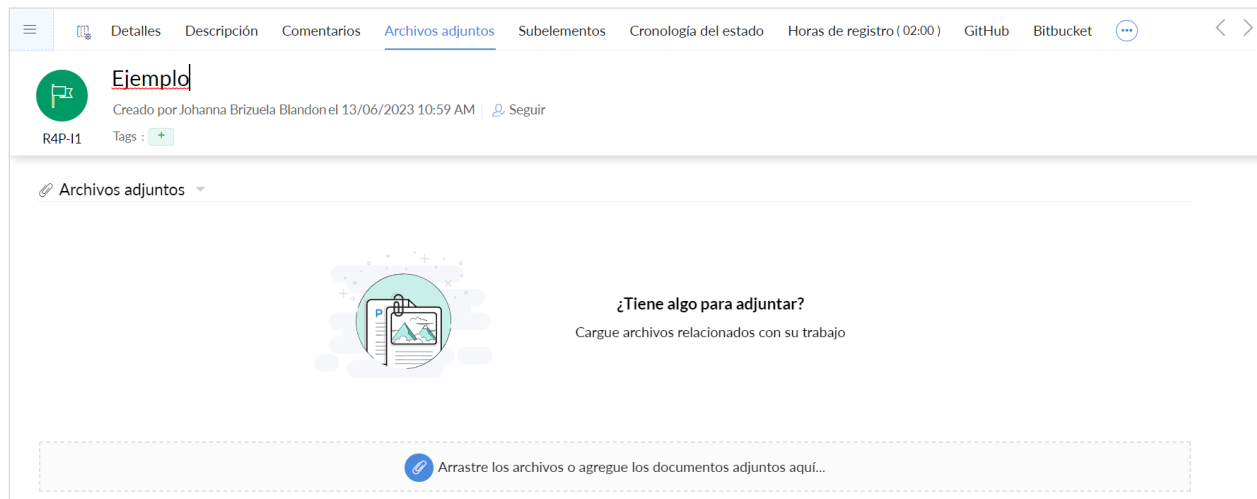 Detalles Descripción Comentarios Archivos adjuntos Subelementos Cronología del estado Horas de registro ( 02:00 ) GitHub Bitbucket
Ejemplo
Creado por Johanna Brizuela Blandon el 13/06/2023 10:59 AM Seguir
R4P-I1
Tags : +
Archivos adjuntos
P
¿Tiene algo para adjuntar?
Cargue archivos relacionados con su trabajo
Arrastre los archivos o agregue los documentos adjuntos aquí...